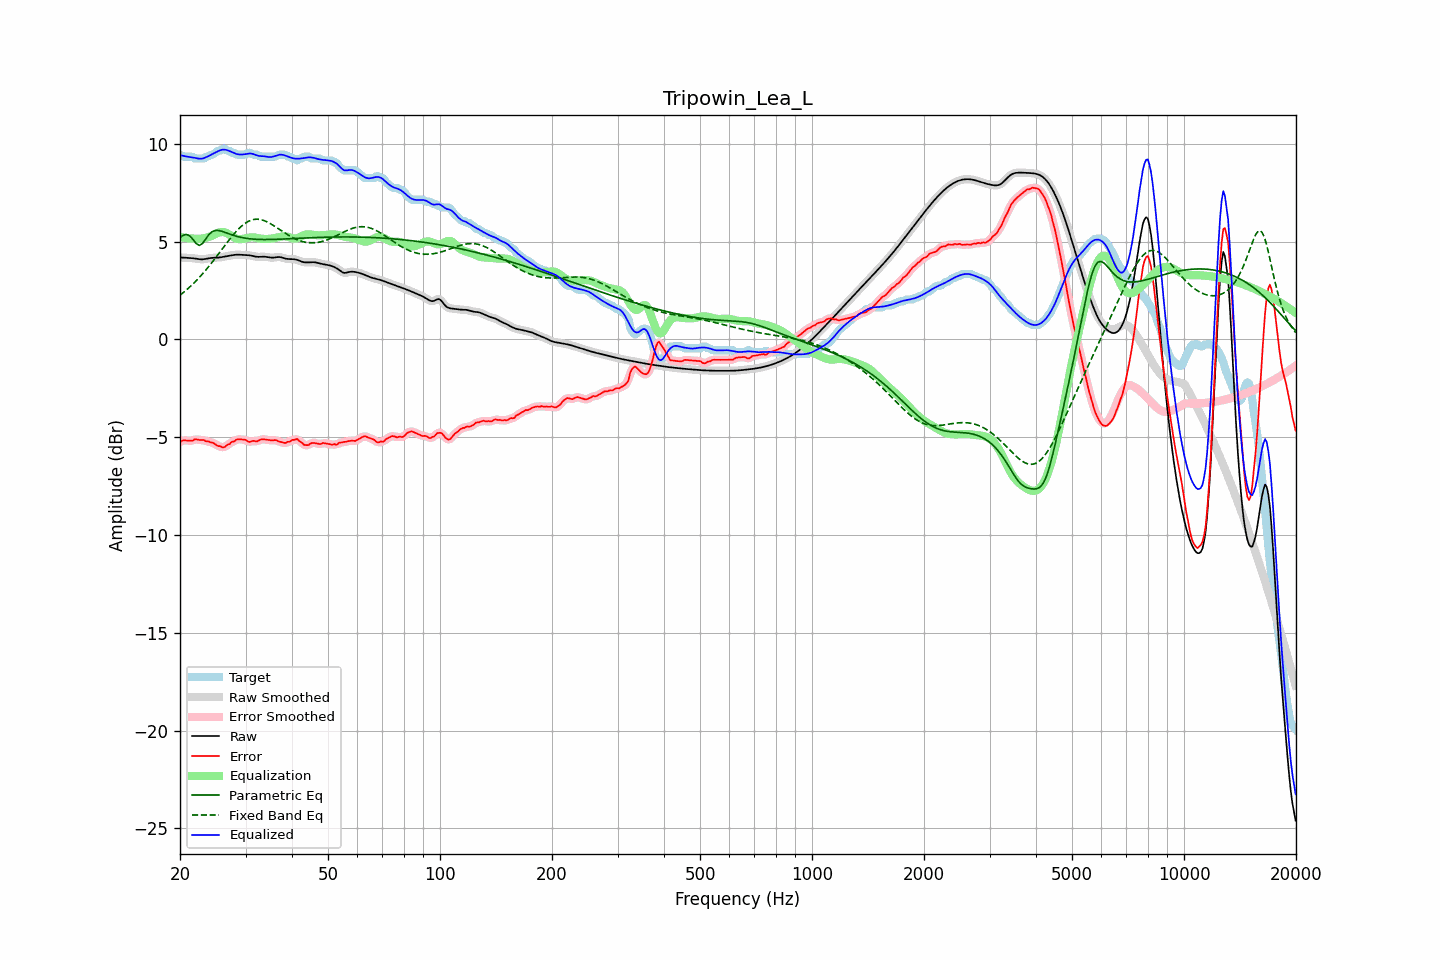 Tripowin_Lea_L
10
5
0
−5
−10
−15
−20
−25
Amplitude (dBr)
Target
Raw Smoothed
Error Smoothed
Raw
Error
Equalization
Parametric Eq
Fixed Band Eq
Equalized
20 50 100 200 500 1000 2000 5000 10000 20000
Frequency (Hz)